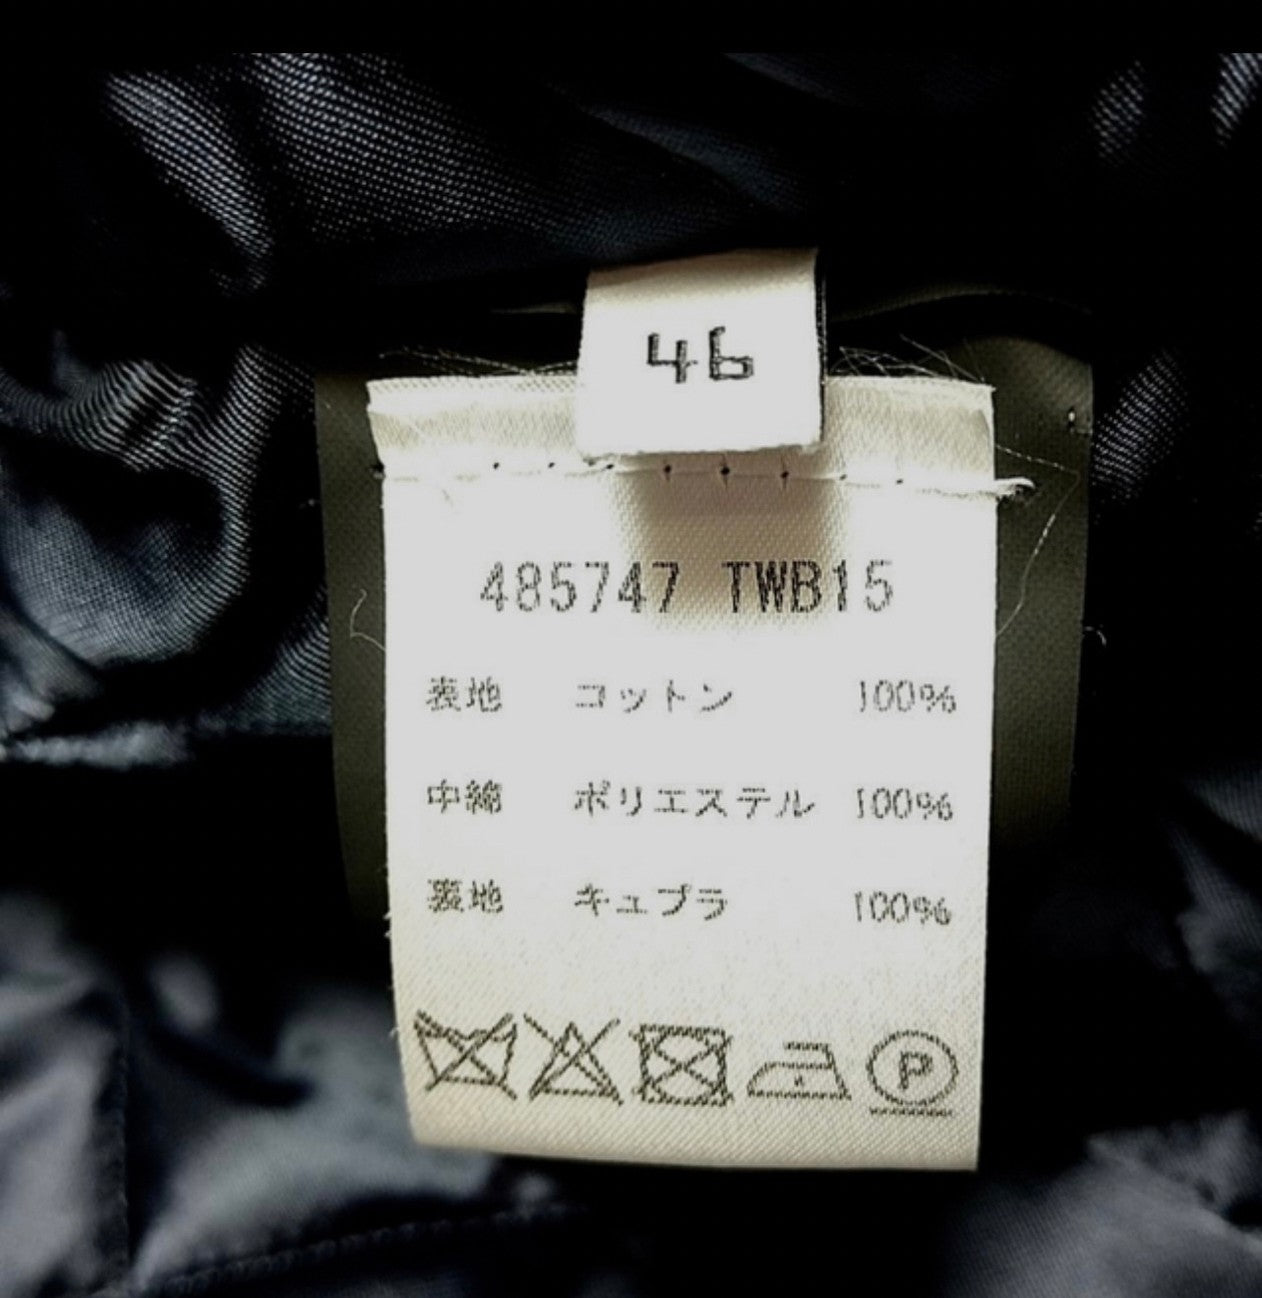 46
485747 TWB15
表地 コットン 100%
中綿 ポリエステル 100%
裏地 キュプラ 100%
P